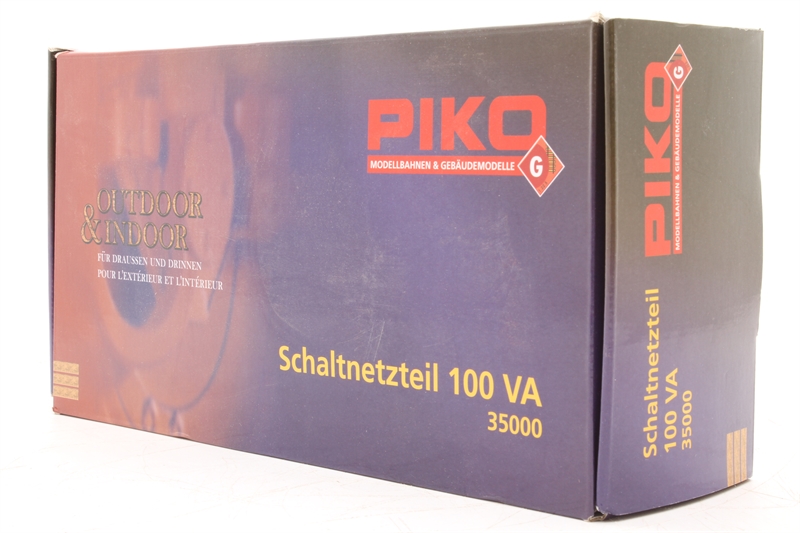 PIKO
MODELLBAHNEN & GEBÄUDEMODELLE
G
OUTDOOR
& INDOOR
FÜR DRAUSSEN UND DRINNEN
POUR L'EXTÉRIEUR ET L'INTÉRIEUR
Schaltnetzteil 100 VA
35000
PIKO
MODELLBAHNEN & GEBÄUDEMODELLE
G
Schaltnetzteil
100 VA
35000